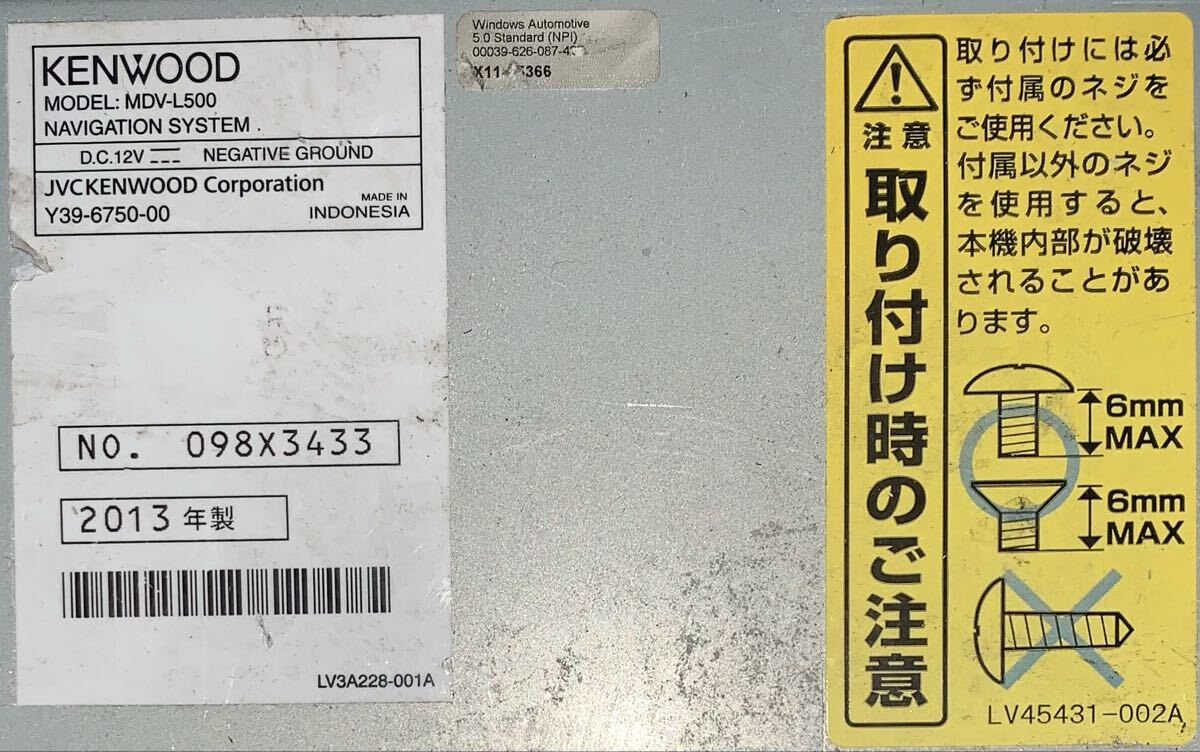 KENWOOD
MODEL: MDV-L500
NAVIGATION SYSTEM
D.C.12V NEGATIVE GROUND
JVCKENWOOD Corporation
Y39-6750-00
MADE IN
INDONESIA
NO. 098X3433
2013年製
LV3A228-001A
Windows Automotive
5.0 Standard (NPI)
注意
取り付け時のご注意
取り付けには必
ず付属のネジを
ご使用ください。
付属以外のネジ
を使用すると、
本機内部が破壊
されることがあ
ります。
6mm
MAX
6mm
MAX
LV45431-002A